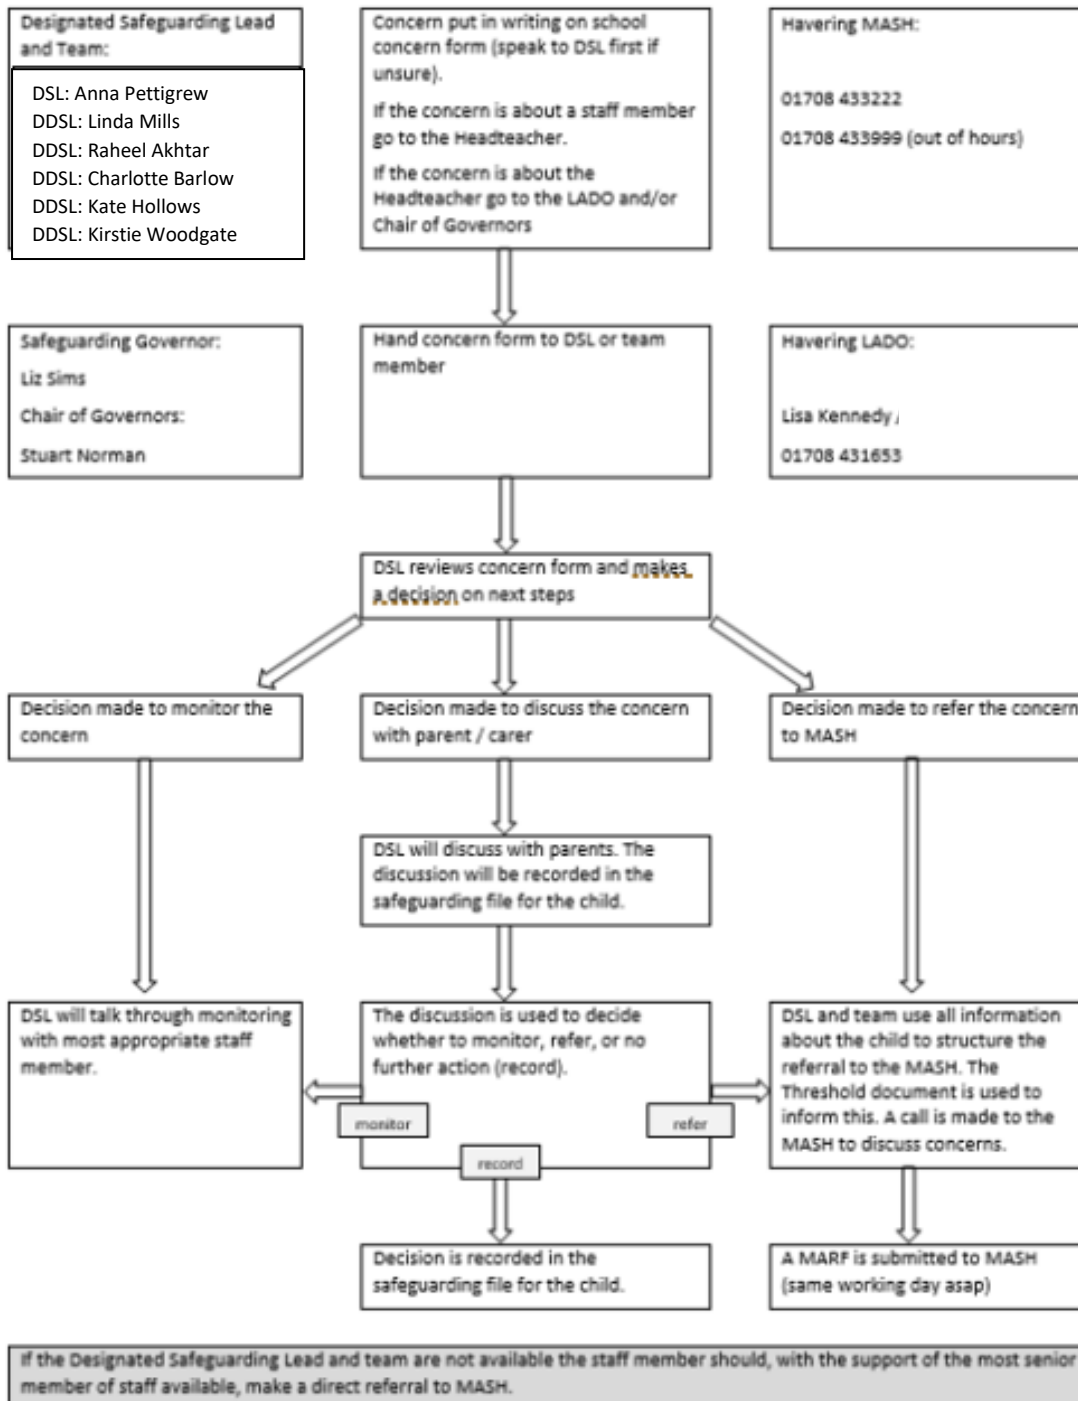 Designated Safeguarding Lead
and Team:
DSL: Anna Pettigrew
DDSL: Linda Mills
DDSL: Raheel Akhtar
DDSL: Charlotte Barlow
DDSL: Kate Hollows
DDSL: Kirstie Woodgate
Concern put in writing on school
concern form (speak to DSL first if
unsure).
If the concern is about a staff member
go to the Headteacher.
If the concern is about the
Headteacher go to the LADO and/or
Chair of Governors
Havering MASH:
01708 433222
01708 433999 (out of hours)
Safeguarding Governor:
Liz Sims
Chair of Governors:
Stuart Norman
Hand concern form to DSL or team
member
Havering LADO:
Lisa Kennedy /
01708 431653
DSL reviews concern form and makes
a decision on next steps
Decision made to monitor the
concern
Decision made to discuss the concern
with parent / carer
Decision made to refer the concern
to MASH
DSL will discuss with parents. The
discussion will be recorded in the
safeguarding file for the child.
DSL will talk through monitoring
with most appropriate staff
member.
The discussion is used to decide
whether to monitor, refer, or no
further action (record).
monitor
refer
record
DSL and team use all information
about the child to structure the
referral to the MASH. The
Threshold document is used to
inform this. A call is made to the
MASH to discuss concerns.
Decision is recorded in the
safeguarding file for the child.
A MARF is submitted to MASH
(same working day asap)
If the Designated Safeguarding Lead and team are not available the staff member should, with the support of the most senior
member of staff available, make a direct referral to MASH.